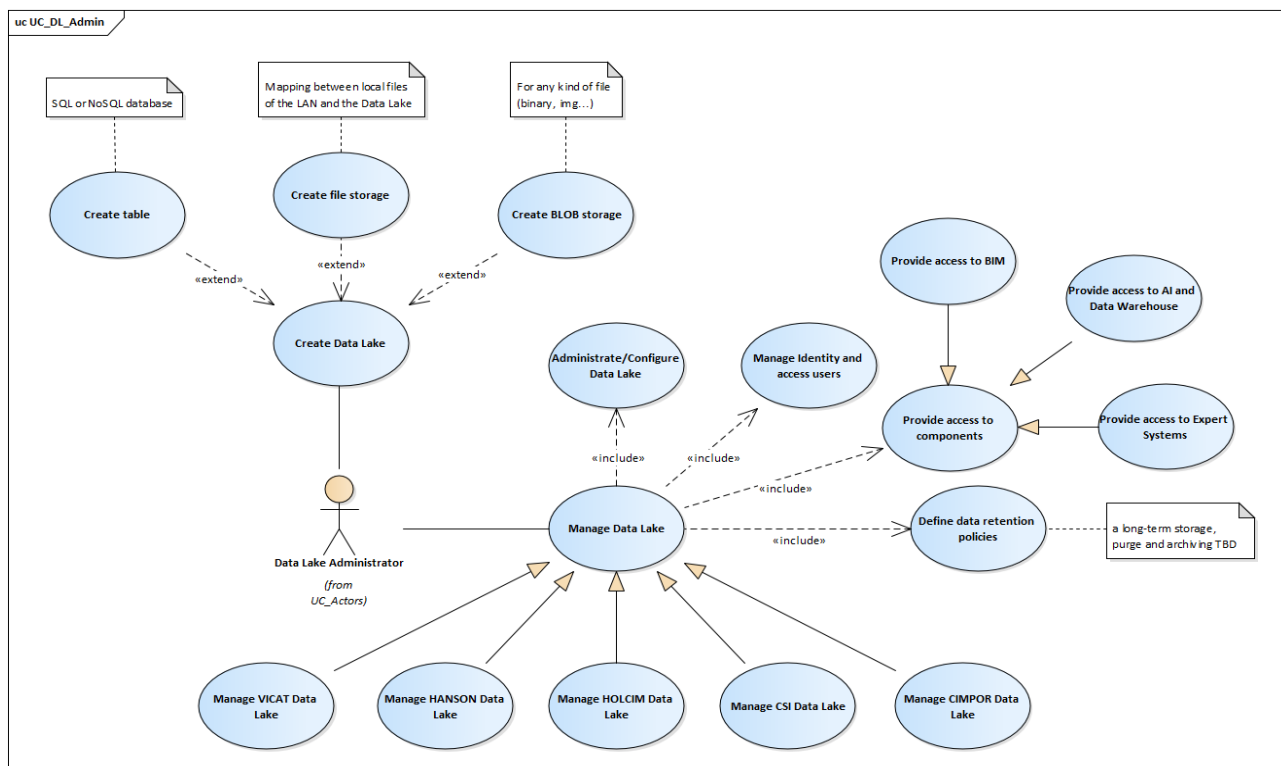 uc UC_DL_Admin
SQL or NoSQL database
Mapping between local files
of the LAN and the Data Lake
For any kind of file
(binary, img...)
Create table
Create file storage
Create BLOB storage
«extend»
«extend»
«extend»
Create Data Lake
Provide access to BIM
Provide access to AI and
Data Warehouse
Administrate/Configure
Data Lake
Manage Identity and
access users
Provide access to
components
Provide access to Expert
Systems
«include»
«include»
«include»
«include»
Manage Data Lake
Define data retention
policies
a long-term storage,
purge and archiving TBD
Data Lake Administrator
(from
UC_Actors)
Manage VICAT Data
Lake
Manage HANSON Data
Lake
Manage HOLCIM Data
Lake
Manage CSI Data Lake
Manage CIMPOR Data
Lake